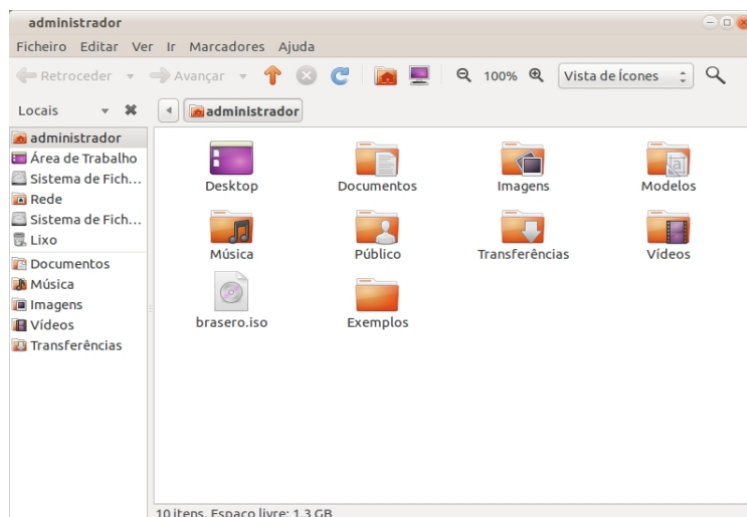 administrador
Ficheiro Editar Ver Ir Marcadores Ajuda
Retroceder Avançar 100% Vista de Ícones
Locais administrador
administrador
Área de Trabalho
Sistema de Fich...
Rede
Sistema de Fich...
Lixo
Documentos
Música
Imagens
Vídeos
Transferências
Desktop Documentos Imagens Modelos
Música Público Transferências Vídeos
brasero.iso Exemplos
10 itens, Espaço livre: 1,3 GB